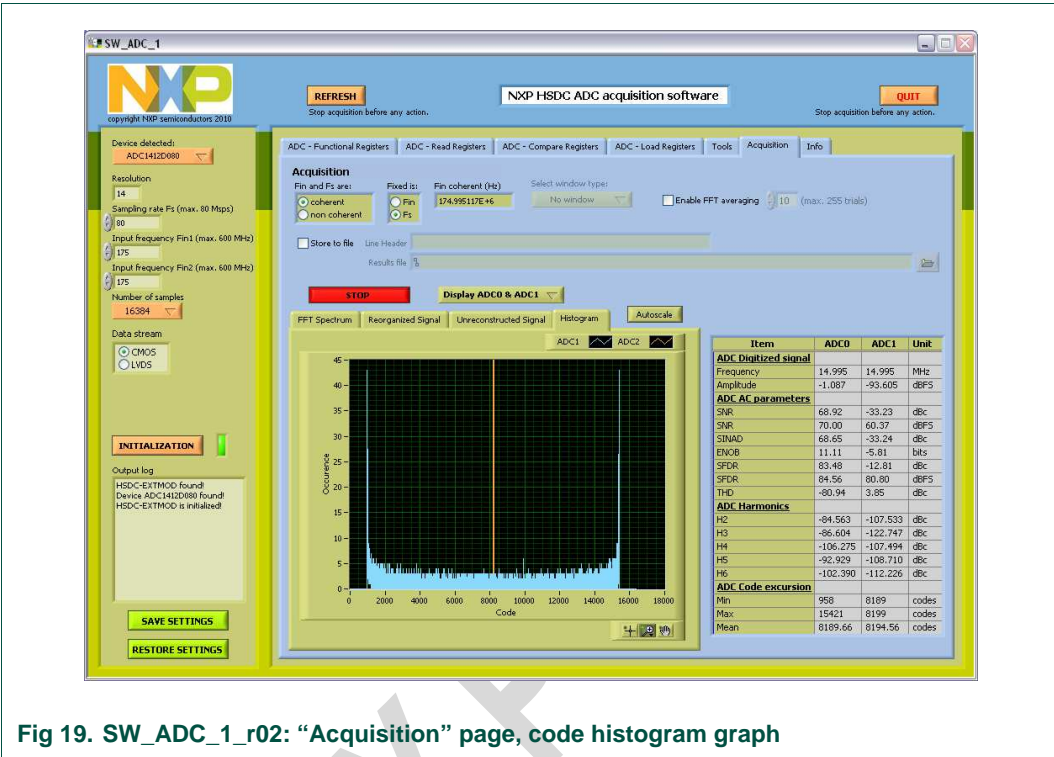 SW_ADC_1
NXP
copyright NXP semiconductors 2010
REFRESH
Stop acquisition before any action.
NXP HSDC ADC acquisition software
QUIT
Stop acquisition before any action.
Device detected:
ADC1412D080
Resolution
14
Sampling rate Fs (max. 80 Msps)
80
Input frequency Fin1 (max. 600 MHz)
175
Input frequency Fin2 (max. 600 MHz)
175
Number of samples
16384
Data stream
CMOS
LVDS
INITIALIZATION
Output log
HSDC-EXTMOD found!
Device ADC1412D080 found!
HSDC-EXTMOD is initialized!
SAVE SETTINGS
RESTORE SETTINGS
ADC - Functional Registers ADC - Read Registers ADC - Compare Registers ADC - Load Registers Tools Acquisition Info
Acquisition
Fin and Fs are: Fixed is: Fin coherent (Hz) Select window type:
coherent Fin 174.995117E+6 No window Enable FFT averaging 10 (max. 255 trials)
non coherent Fs
Store to file Line Header
Results file
STOP Display ADC0 & ADC1
FFT Spectrum Reorganized Signal Unreconstructed Signal Histogram Autoscale
ADC1 ADC2
45
40
35
30
25
20
15
10
5
0
Occurence
0 2000 4000 6000 8000 10000 12000 14000 16000 18000
Code
Item ADC0 ADC1 Unit
ADC Digitized signal
Frequency 14.995 14.995 MHz
Amplitude -1.087 -93.605 dBFS
ADC AC parameters
SNR 68.92 -33.23 dBc
SNR 70.00 60.37 dBFS
SINAD 68.65 -33.24 dBc
ENOB 11.11 -5.81 bits
SFDR 83.48 -12.81 dBc
SFDR 84.56 80.80 dBFS
THD -80.94 3.85 dBc
ADC Harmonics
H2 -84.563 -107.533 dBc
H3 -86.604 -122.747 dBc
H4 -106.275 -107.494 dBc
H5 -92.929 -108.710 dBc
H6 -102.390 -112.226 dBc
ADC Code excursion
Min 958 8189 codes
Max 15421 8199 codes
Mean 8189.66 8194.56 codes
Fig 19. SW_ADC_1_r02: “Acquisition” page, code histogram graph